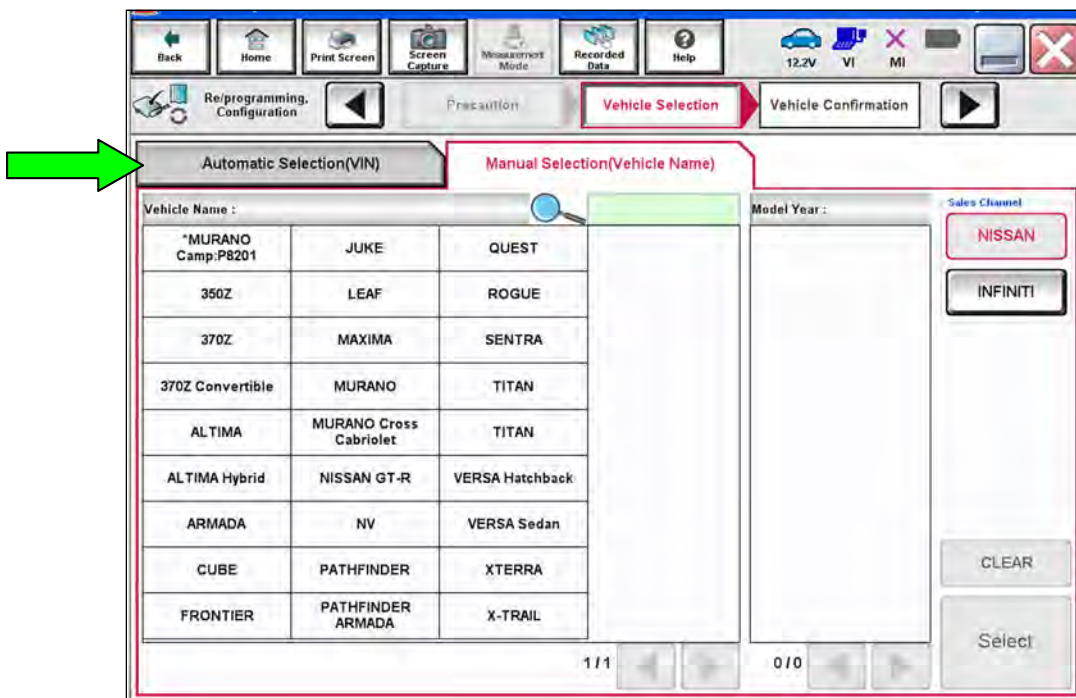 Back
Home
Print Screen
Screen
Capture
Measurement
Mode
Recorded
Data
Help
12.2V
VI
MI
Re/programming,
Configuration
Precaution
Vehicle Selection
Vehicle Confirmation
Automatic Selection(VIN)
Manual Selection(Vehicle Name)
Vehicle Name :
Model Year :
Sales Channel
*MURANO
Camp:P8201
JUKE
QUEST
NISSAN
350Z
LEAF
ROGUE
INFINITI
370Z
MAXIMA
SENTRA
370Z Convertible
MURANO
TITAN
ALTIMA
MURANO Cross
Cabriolet
TITAN
ALTIMA Hybrid
NISSAN GT-R
VERSA Hatchback
ARMADA
NV
VERSA Sedan
CUBE
PATHFINDER
XTERRA
CLEAR
FRONTIER
PATHFINDER
ARMADA
X-TRAIL
Select
1/1
0/0